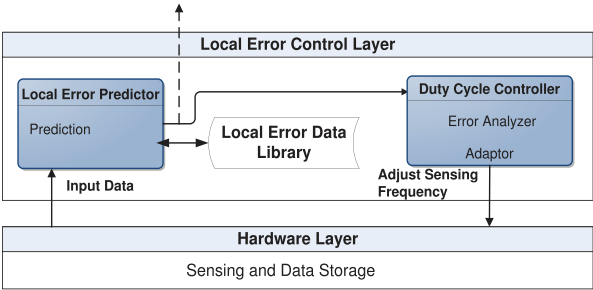 Local Error Control Layer
Local Error Predictor
Prediction
Duty Cycle Controller
Error Analyzer
Adaptor
Local Error Data
Library
Input Data
Adjust Sensing
Frequency
Hardware Layer
Sensing and Data Storage